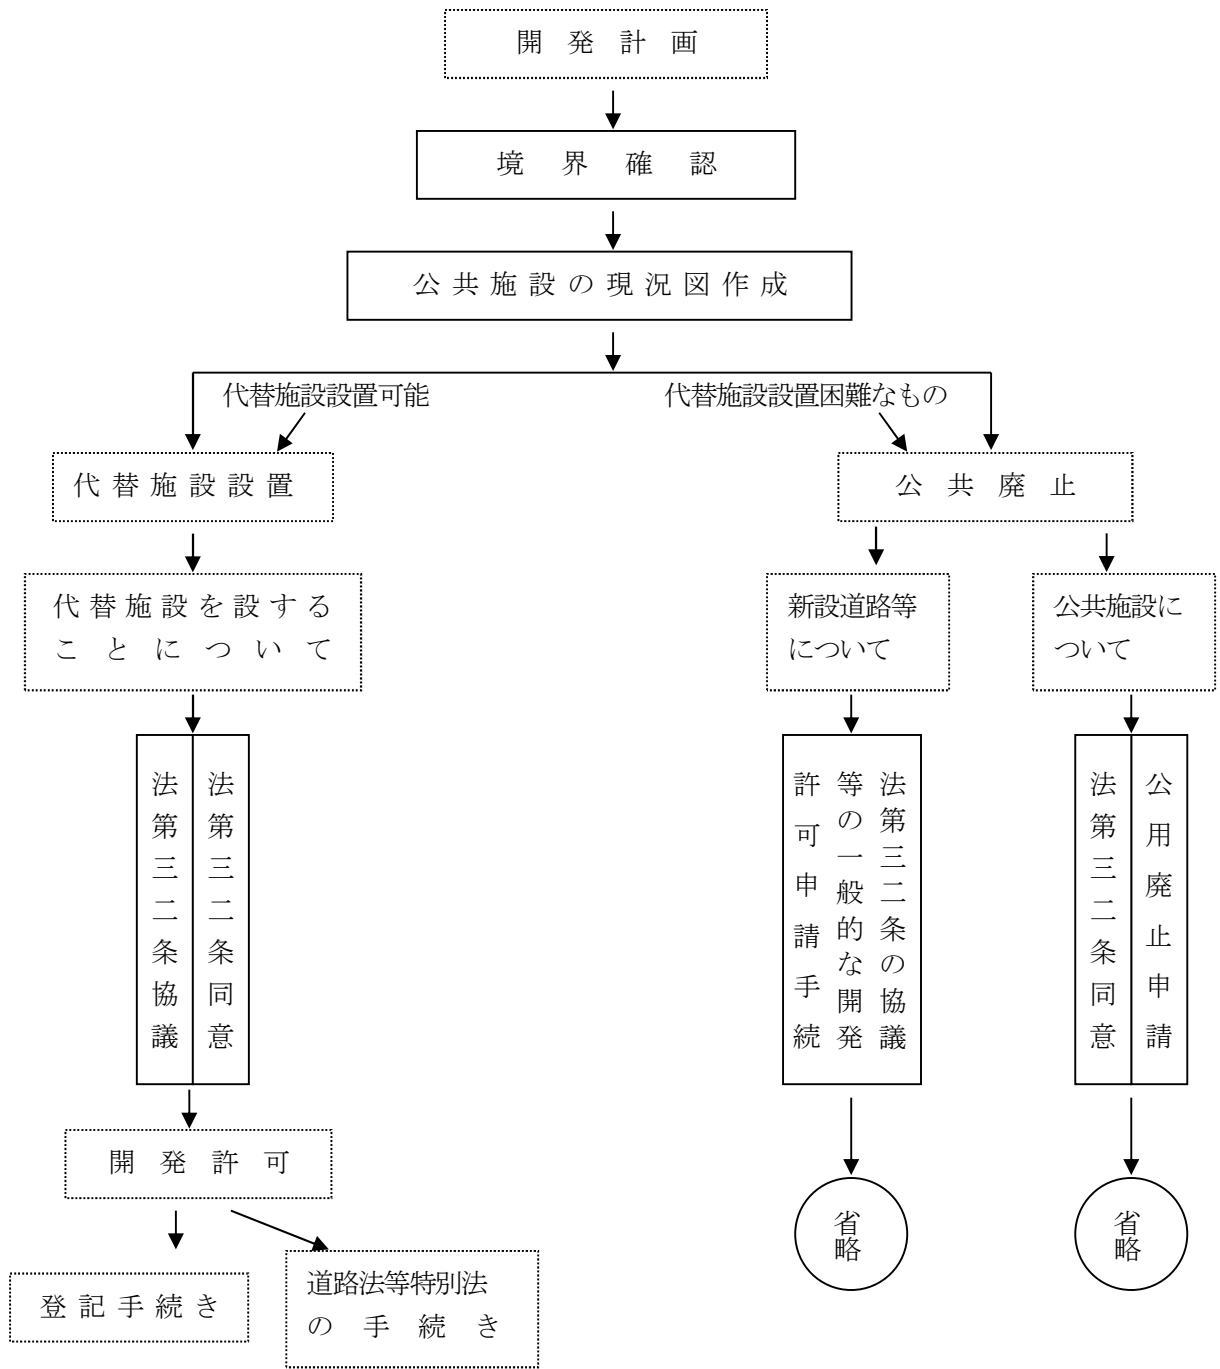 開発計画
境界確認
公共施設の現況図作成
代替施設設置可能
代替施設設置困難なもの
代替施設設置
公共廃止
代替施設を設する
ことについて
新設道路等
について
公共施設に
ついて
法第三二条同意
法第三二条協議
法第三二条の協議
等の一般的な開発
許可申請手続
公用廃止申請
法第三二条同意
開発許可
省略
省略
登記手続き
道路法等特別法
の手続き